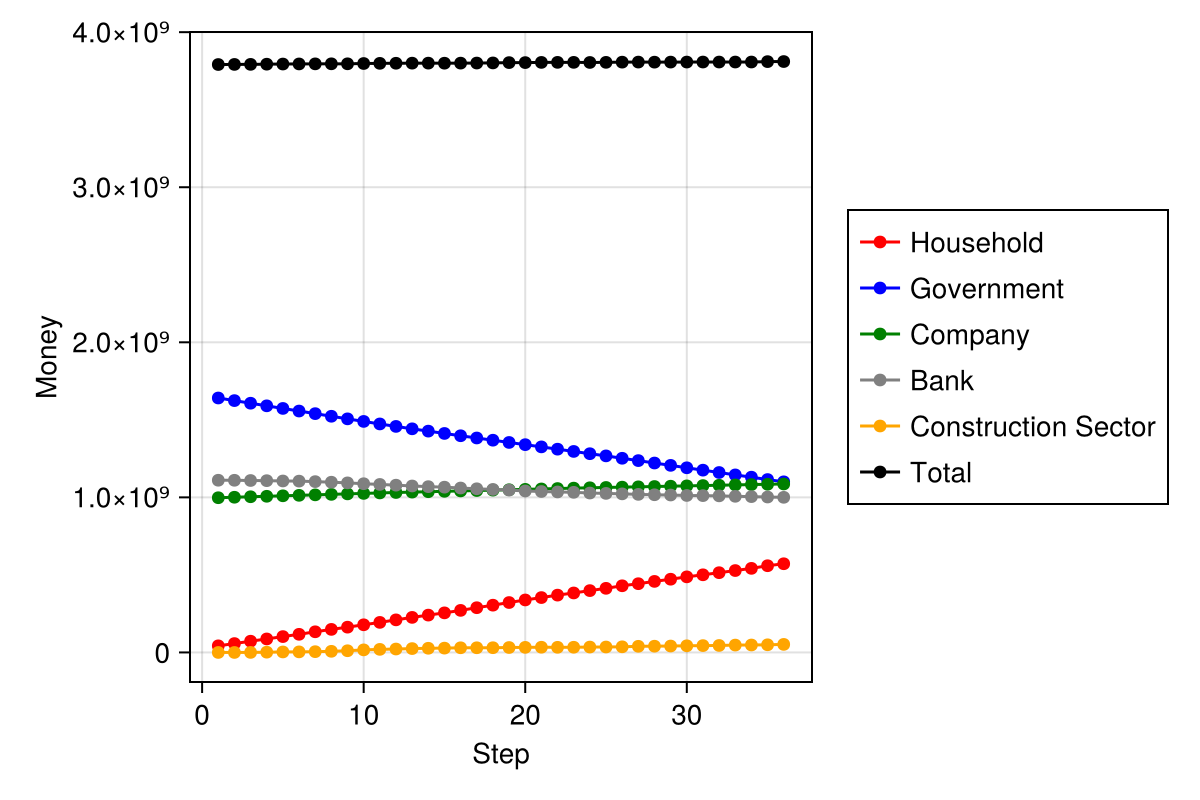 4.0×10⁹
3.0×10⁹
2.0×10⁹
1.0×10⁹
0
Money
0 10 20 30
Step
Household
Government
Company
Bank
Construction Sector
Total